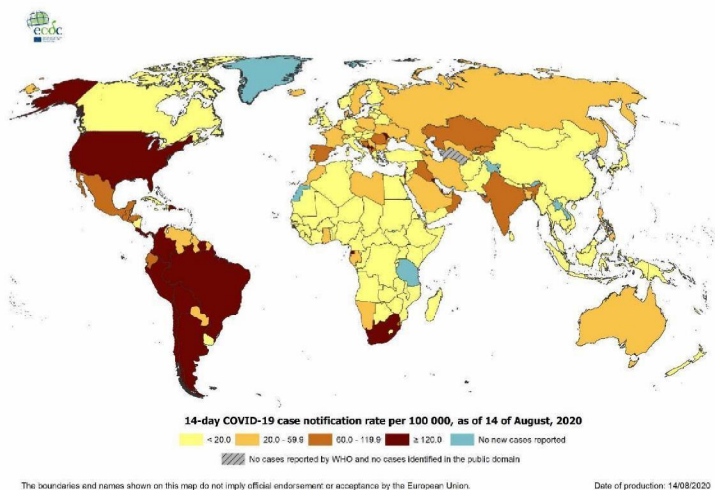 ecdc
14-day COVID-19 case notification rate per 100 000, as of 14 of August, 2020
< 20.0 20.0 - 59.9 60.0 - 119.9 ≥ 120.0 No new cases reported
No cases reported by WHO and no cases identified in the public domain
The boundaries and names shown on this map do not imply official endorsement or acceptance by the European Union. Date of production: 14/08/2020